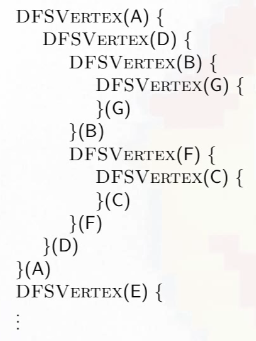 DFSVERTEX(A) {
DFSVERTEX(D) {
DFSVERTEX(B) {
DFSVERTEX(G) {
}(G)
}(B)
DFSVERTEX(F) {
DFSVERTEX(C) {
}(C)
}(F)
}(D)
}(A)
DFSVERTEX(E) {
⋮